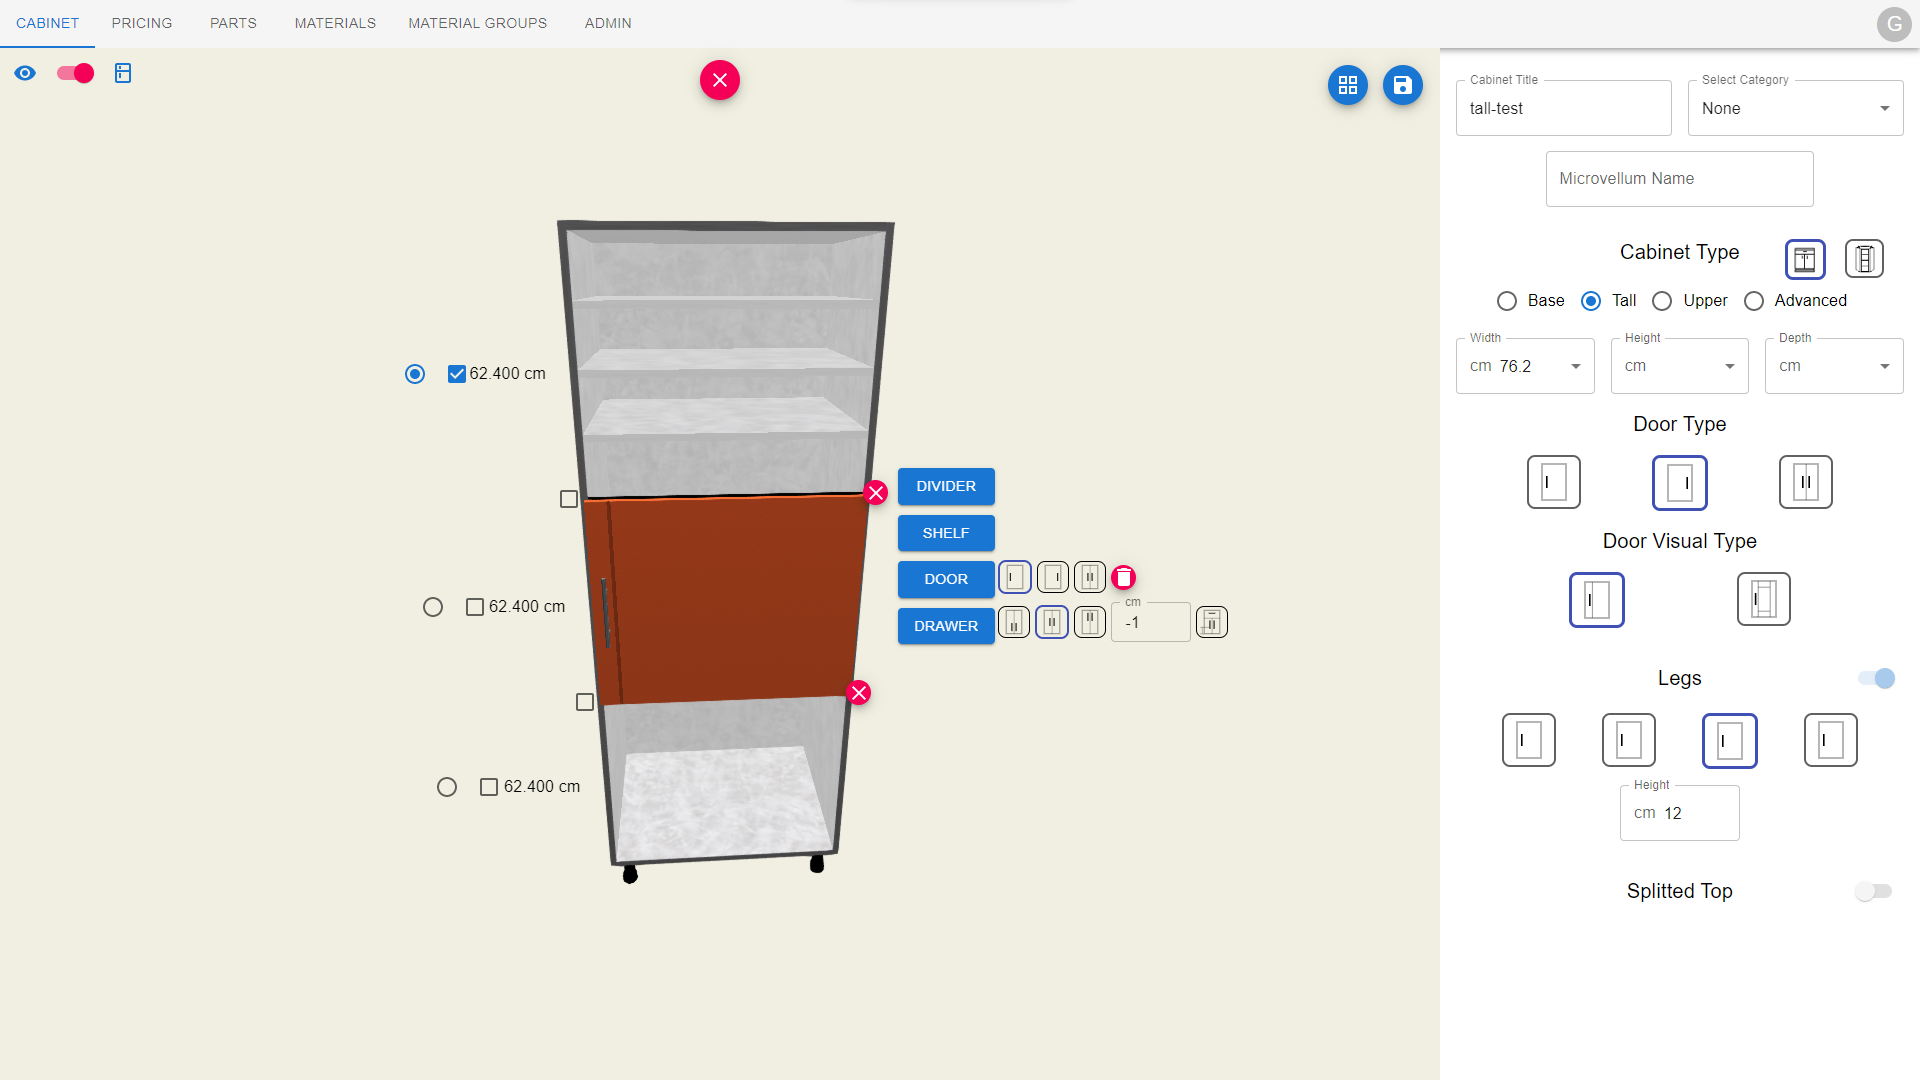 CABINET PRICING PARTS MATERIALS MATERIAL GROUPS ADMIN G
Cabinet Title Select Category
tall-test None
Microvellum Name
Cabinet Type
Base Tall Upper Advanced
Width Height Depth
cm 76.2 cm cm
Door Type
Door Visual Type
Legs
Height
cm 12
Splitted Top
62.400 cm
62.400 cm
62.400 cm
DIVIDER
SHELF
DOOR
DRAWER
cm
-1